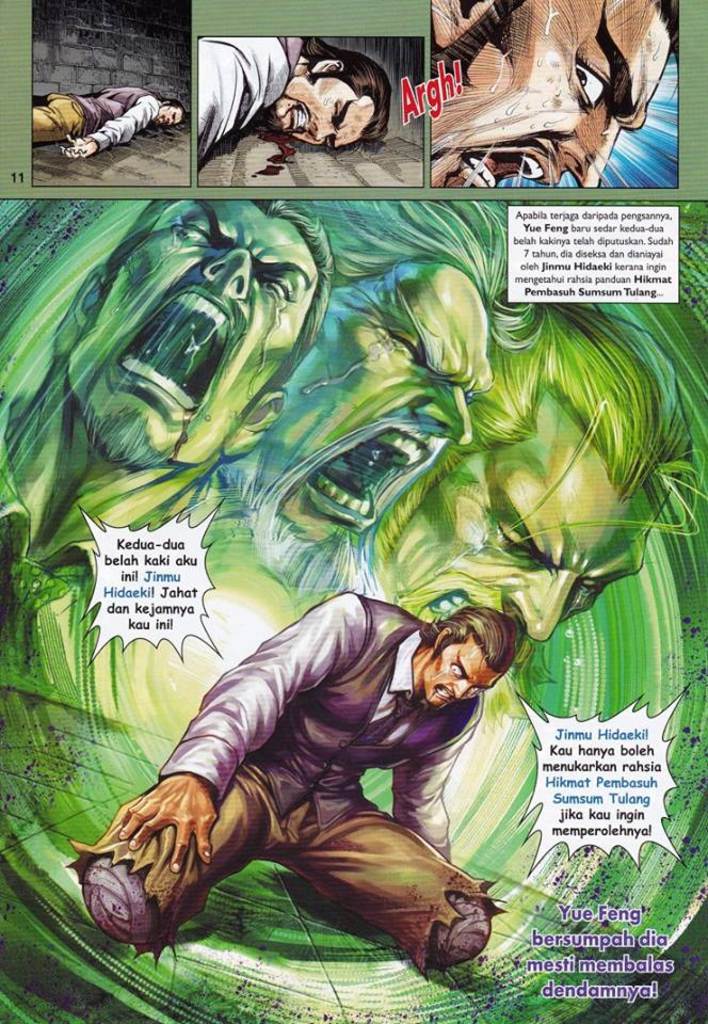 Argh!
11
Apabila terjaga daripada pengsannya,
Yue Feng baru sedar kedua-dua
belah kakinya telah diputuskan. Sudah
7 tahun, dia diseksa dan dianiayai
oleh Jinmu Hidaeki kerana ingin
mengetahui rahsia panduan Hikmat
Pembasuh Sumsum Tulang...
Kedua-dua
belah kaki aku
ini! Jinmu
Hidaeki! Jahat
dan kejamnya
kau ini!
Jinmu Hidaeki!
Kau hanya boleh
menukarkan rahsia
Hikmat Pembasuh
Sumsum Tulang
jika kau ingin
memperolehnya!
Yue Feng
bersumpah dia
mesti membalas
dendamnya!